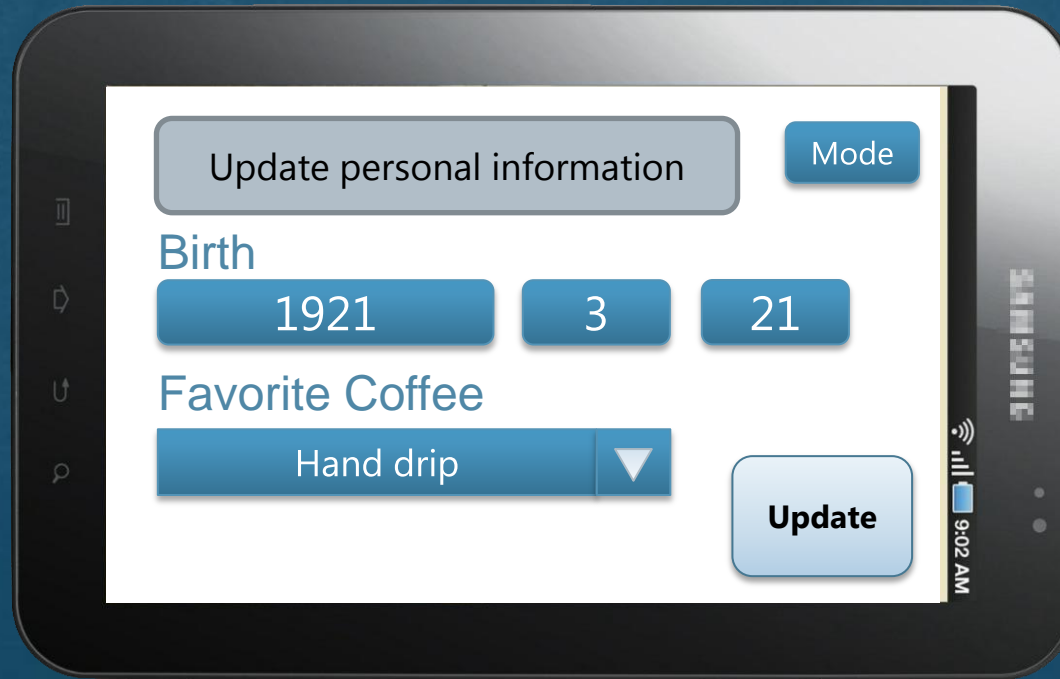 Update personal information
Mode
Birth
1921 3 21
Favorite Coffee
Hand drip
Update
9:02 AM